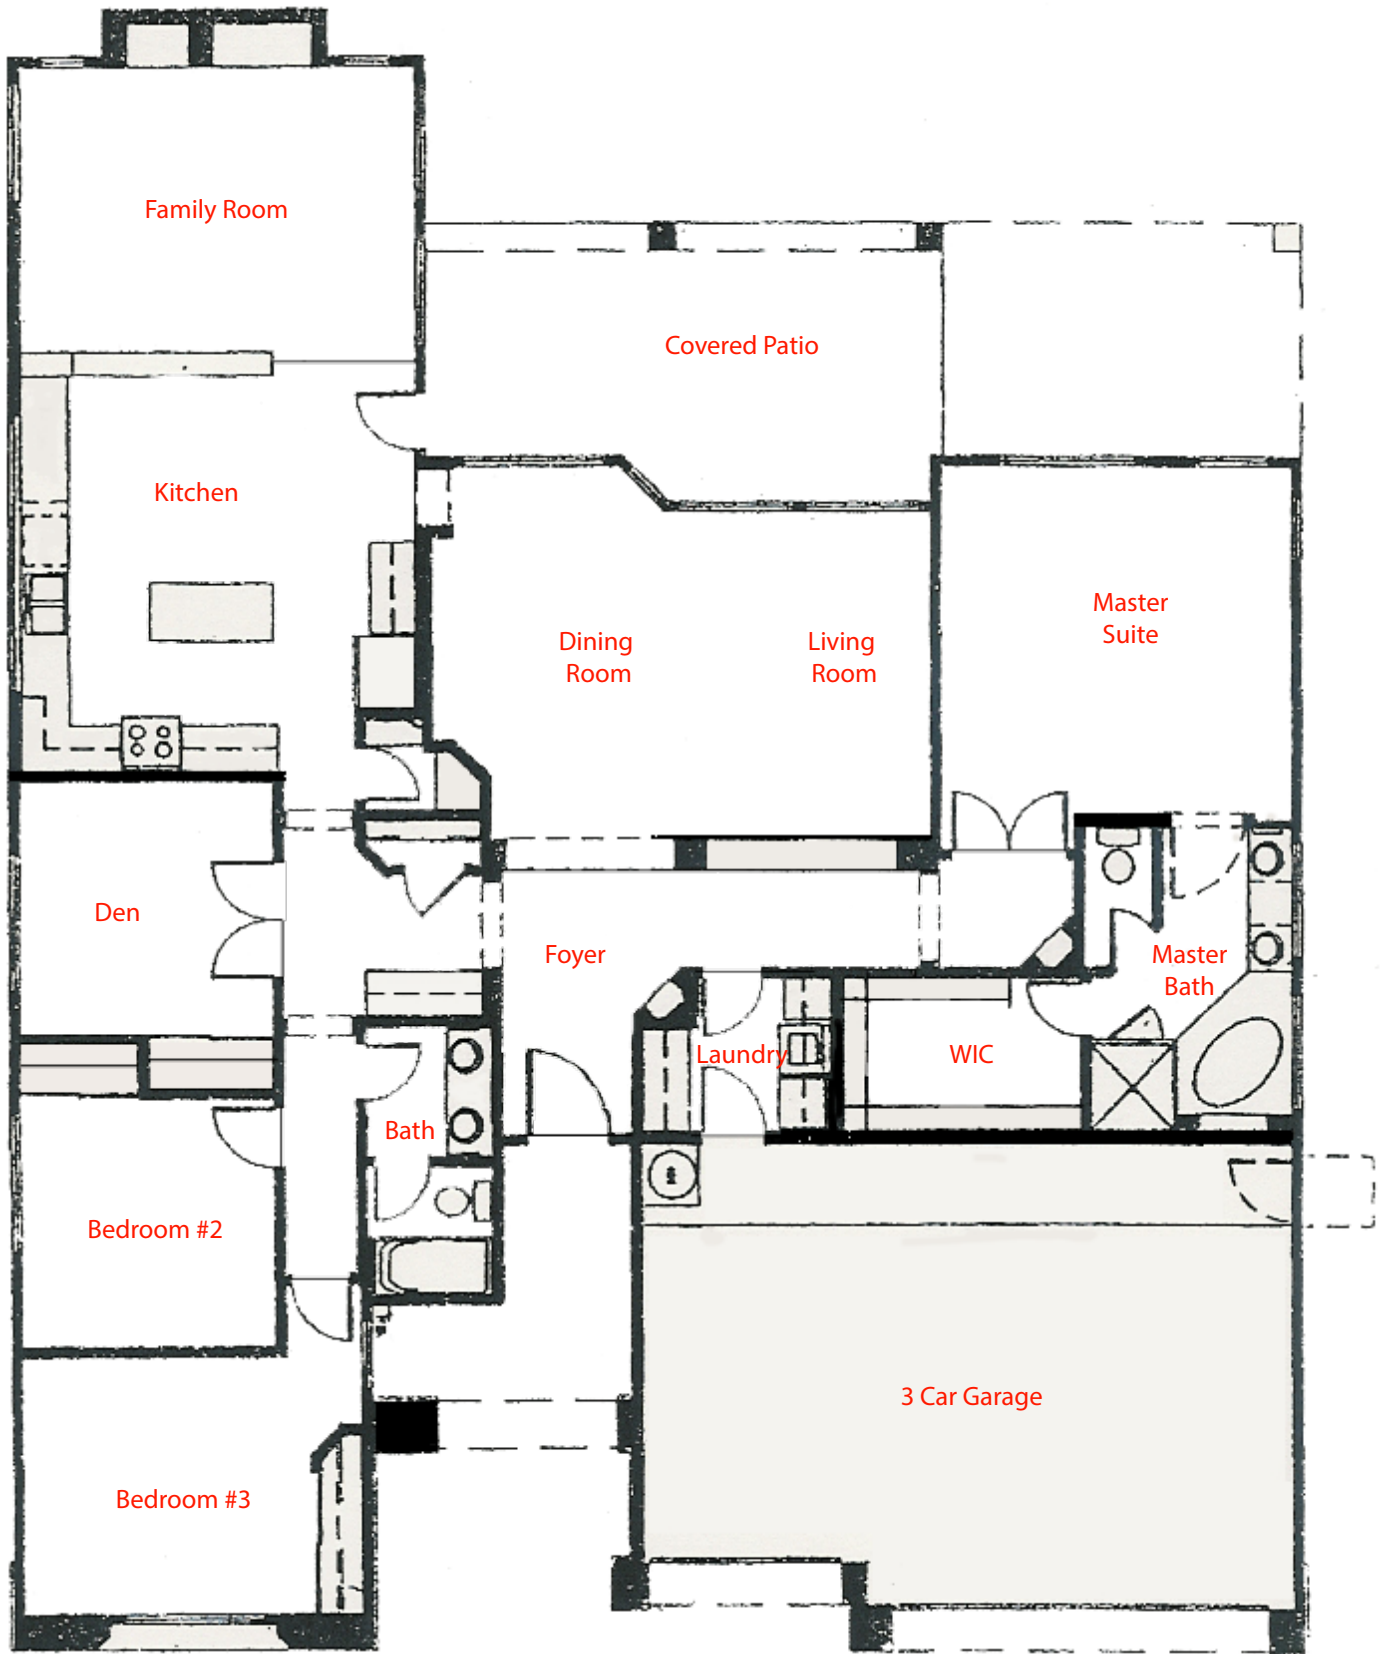 Family Room
Covered Patio
Kitchen
Master
Suite
Dining
Room
Living
Room
Den
Foyer
Master
Bath
Laundry
WIC
Bath
Bedroom #2
3 Car Garage
Bedroom #3